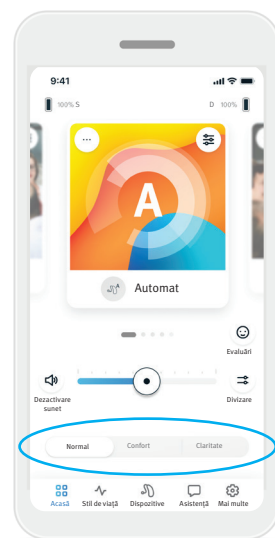 9:41
100% S
D 100%
...
A
A
Automat
Evaluări
Dezactivare
sunet
Divizare
Normal
Confort
Claritate
Acasă
Stil de viață
Dispozitive
Asistență
Mai multe